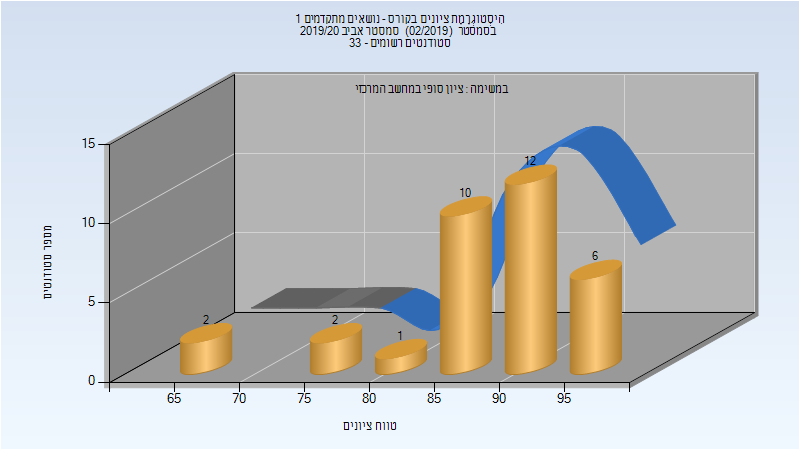 היסטוגרמת ציונים בקורס - נושאים מתקדמים 1
בסמסטר (02/2019) סמסטר אביב 2019/20
סטודנטים רשומים - 33
במשימה : ציון סופי במחשב המרכזי
15
10
5
0
מספר סטודנטים
2
2
1
10
12
6
65
70
75
80
85
90
95
טווח ציונים